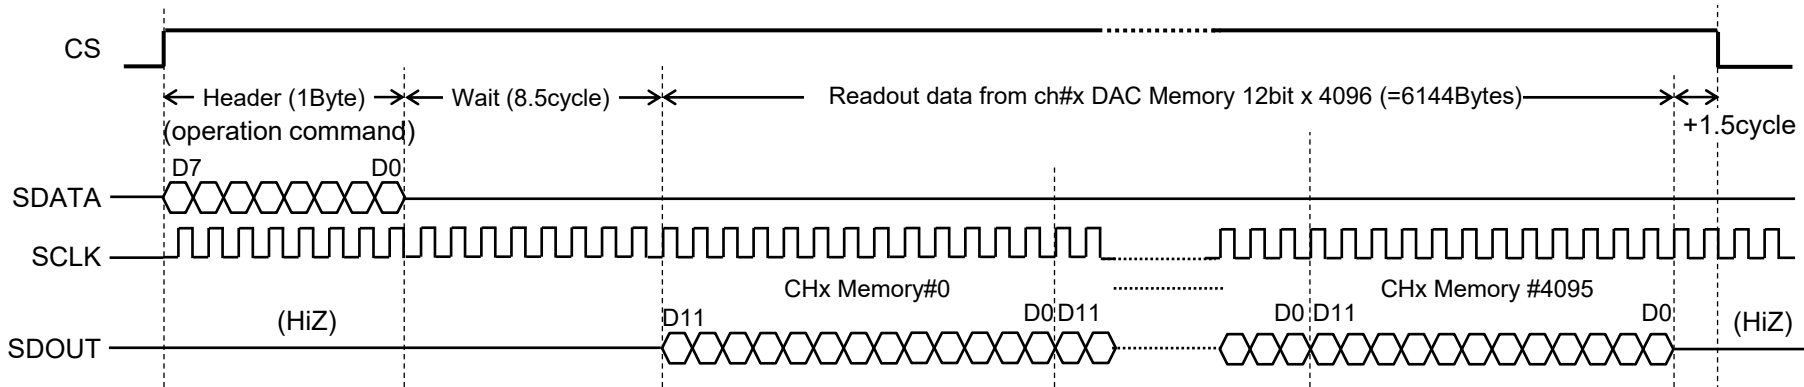 CS
Header (1Byte)
(operation command)
Wait (8.5cycle)
Readout data from ch#x DAC Memory 12bit x 4096 (=6144Bytes)
+1.5cycle
D7
D0
SDATA
SCLK
CHx Memory#0
CHx Memory #4095
(HiZ)
D11
D0
D11
D0
D11
D0
(HiZ)
SDOUT